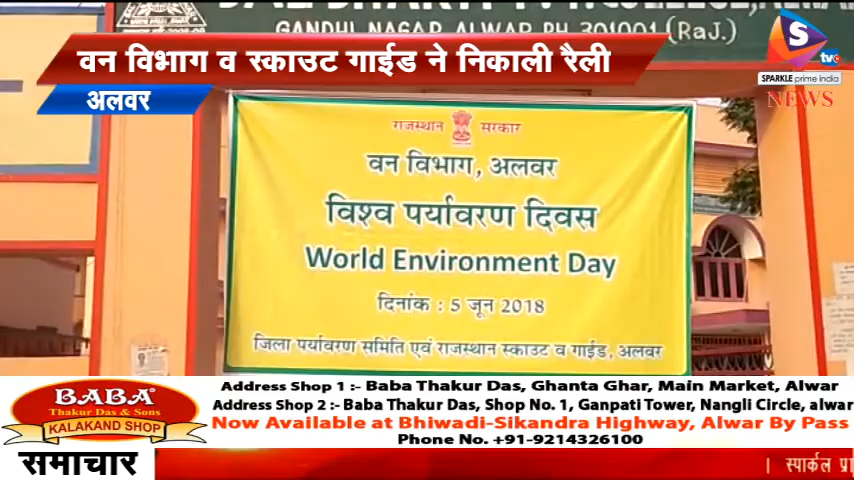 GANDHI NAGAR, ALWAR PH. 301001 (RaJ.)
वन विभाग व स्काउट गाईड ने निकाली रैली
अलवर
S
tv
SPARKLE prime india
NEWS
राजस्थान सरकार
वन विभाग, अलवर
विश्व पर्यावरण दिवस
World Environment Day
दिनांक : 5 जून 2018
जिला पर्यावरण समिति एवं राजस्थान स्काउट व गाईड, अलवर
BABA
Thakur Das & Sons
KALAKAND SHOP
Address Shop 1 :- Baba Thakur Das, Ghanta Ghar, Main Market, Alwar
Address Shop 2 :- Baba Thakur Das, Shop No. 1, Ganpati Tower, Nangli Circle, alwar
Now Available at Bhiwadi-Sikandra Highway, Alwar By Pass
Phone No. +91-9214326100
समाचार
। स्पार्कल प्रा